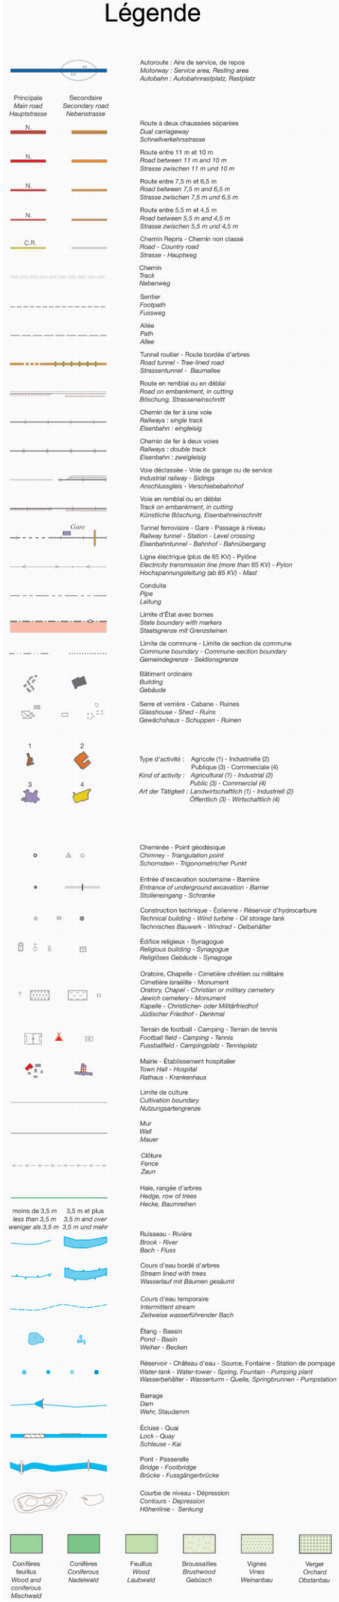 Légende
Autoroute : Aire de service, de repos
Motorway : Service area, Resting area
Autobahn : Autobahnrastplatz, Rastplatz
Principale Secondaire
Main road Secondary road
Hauptstrasse Nebenstrasse
N.
Route à deux chaussées séparées
Dual carriageway
Schnellverkehrsstrasse
N.
Route entre 11 m et 10 m
Road between 11 m and 10 m
Strasse zwischen 11 m und 10 m
N.
Route entre 7,5 m et 6,5 m
Road between 7,5 m and 6,5 m
Strasse zwischen 7,5 m und 6,5 m
N.
Route entre 5,5 m et 4,5 m
Road between 5,5 m and 4,5 m
Strasse zwischen 5,5 m und 4,5 m
C.R.
Chemin Repris - Chemin non classé
Road - Country road
Strasse - Hauptweg
Chemin
Track
Nebenweg
Sentier
Footpath
Fussweg
Allée
Path
Allee
Tunnel routier - Route bordée d'arbres
Road tunnel - Tree-lined road
Strassentunnel - Baumallee
Route en remblai ou en déblai
Road on embankment, in cutting
Böschung, Strasseneinschnitt
Chemin de fer à une voie
Railways : single track
Eisenbahn : eingleisig
Chemin de fer à deux voies
Railways : double track
Eisenbahn : zweigleisig
Voie déclassée - Voie de garage ou de service
Industrial railway - Sidings
Anschlussgleis - Verschiebebahnhof
Voie en remblai ou en déblai
Track on embankment, in cutting
Künstliche Böschung, Eisenbahneinschnitt
Gare
Tunnel ferroviaire - Gare - Passage à niveau
Railway tunnel - Station - Level crossing
Eisenbahntunnel - Bahnhof - Bahnübergang
Ligne électrique (plus de 65 KV) - Pylône
Electricity transmission line (more than 65 KV) - Pylon
Hochspannungsleitung (ab 65 KV) - Mast
Conduite
Pipe
Leitung
Limite d'État avec bornes
State boundary with markers
Staatsgrenze mit Grenzsteinen
Limite de commune - Limite de section de commune
Commune boundary - Commune-section boundary
Gemeindegrenze - Sektionsgrenze
Bâtiment ordinaire
Building
Gebäude
Serre et verrière - Cabane - Ruines
Glasshouse - Shed - Ruins
Gewächshaus - Schuppen - Ruinen
1 2
3 4
Type d'activité : Agricole (1) - Industrielle (2)
Publique (3) - Commerciale (4)
Kind of activity : Agricultural (1) - Industrial (2)
Public (3) - Commercial (4)
Art der Tätigkeit : Landwirtschaftlich (1) - Industriell (2)
Öffentlich (3) - Wirtschaftlich (4)
Cheminée - Point géodésique
Chimney - Triangulation point
Schornstein - Trigonometrischer Punkt
Entrée d'excavation souterraine - Barrière
Entrance of underground excavation - Barrier
Stolleneingang - Schranke
Construction technique - Éolienne - Réservoir d'hydrocarbure
Technical building - Wind turbine - Oil storage tank
Technisches Bauwerk - Windrad - Oelbehälter
Édifice religieux - Synagogue
Religious building - Synagogue
Religiöses Gebäude - Synagoge
Oratoire, Chapelle - Cimetière chrétien ou militaire
Cimetière israélite - Monument
Oratory, Chapel - Christian or military cemetery
Jewich cemetery - Monument
Kapelle - Christlicher- oder Militärfriedhof
Jüdischer Friedhof - Denkmal
Terrain de football - Camping - Terrain de tennis
Football field - Camping - Tennis
Fussballfeld - Campingplatz - Tennisplatz
Mairie - Établissement hospitalier
Town Hall - Hospital
Rathaus - Krankenhaus
Limite de culture
Cultivation boundary
Nutzungsartengrenze
Mur
Wall
Mauer
Clôture
Fence
Zaun
Haie, rangée d'arbres
Hedge, row of trees
Hecke, Baumreihen
moins de 3,5 m 3,5 m et plus
less than 3,5 m 3,5 m and over
weniger als 3,5 m 3,5 m und mehr
Ruisseau - Rivière
Brook - River
Bach - Fluss
Cours d'eau bordé d'arbres
Stream lined with trees
Wasserlauf mit Bäumen gesäumt
Cours d'eau temporaire
Intermittent stream
Zeitweise wasserführender Bach
Étang - Bassin
Pond - Basin
Weiher - Becken
Réservoir - Château d'eau - Source, Fontaine - Station de pompage
Water-tank - Water-tower - Spring, Fountain - Pumping plant
Wasserbehälter - Wasserturm - Quelle, Springbrunnen - Pumpstation
Barrage
Dam
Wehr, Staudamm
Écluse - Quai
Lock - Quay
Schleuse - Kai
Pont - Passerelle
Bridge - Footbridge
Brücke - Fussgängerbrücke
Courbe de niveau - Dépression
Contours - Depression
Höhenlinie - Senkung
Conifères feuillus
Wood and coniferous
Mischwald
Conifères
Coniferous
Nadelwald
Feuillus
Wood
Laubwald
Broussailles
Brushwood
Gebüsch
Vignes
Vines
Weinanbau
Verger
Orchard
Obstanbau